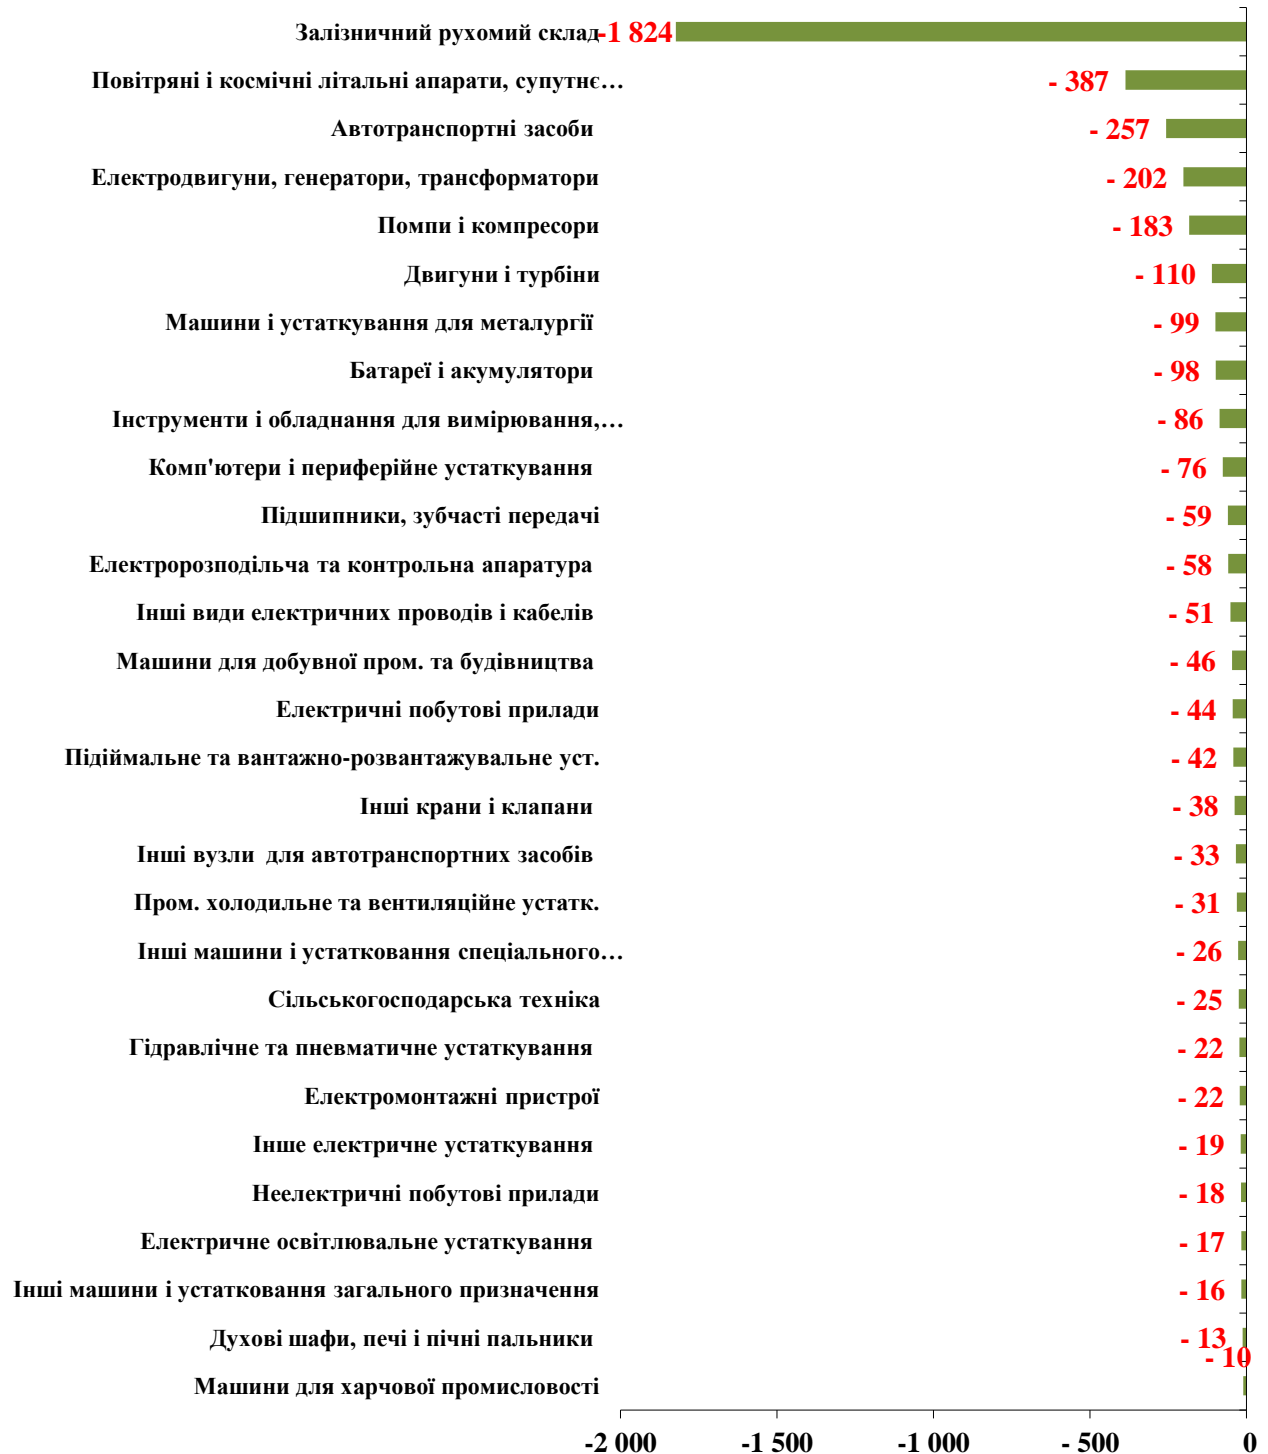 Залізничний рухомий склад -1 824
Повітряні і космічні літальні апарати, супутнє… - 387
Автотранспортні засоби - 257
Електродвигуни, генератори, трансформатори - 202
Помпи і компресори - 183
Двигуни і турбіни - 110
Машини і устаткування для металургії - 99
Батареї і акумулятори - 98
Інструменти і обладнання для вимірювання,… - 86
Комп'ютери і периферійне устаткування - 76
Підшипники, зубчасті передачі - 59
Електророзподільча та контрольна апаратура - 58
Інші види електричних проводів і кабелів - 51
Машини для добувної пром. та будівництва - 46
Електричні побутові прилади - 44
Підіймальне та вантажно-розвантажувальне уст. - 42
Інші крани і клапани - 38
Інші вузли для автотранспортних засобів - 33
Пром. холодильне та вентиляційне устатк. - 31
Інші машини і устатковання спеціального… - 26
Сільськогосподарська техніка - 25
Гідравлічне та пневматичне устаткування - 22
Електромонтажні пристрої - 22
Інше електричне устаткування - 19
Неелектричні побутові прилади - 18
Електричне освітлювальне устаткування - 17
Інші машини і устатковання загального призначення - 16
Духові шафи, печі і пічні пальники - 13
Машини для харчової промисловості - 10
-2 000 -1 500 -1 000 - 500 0